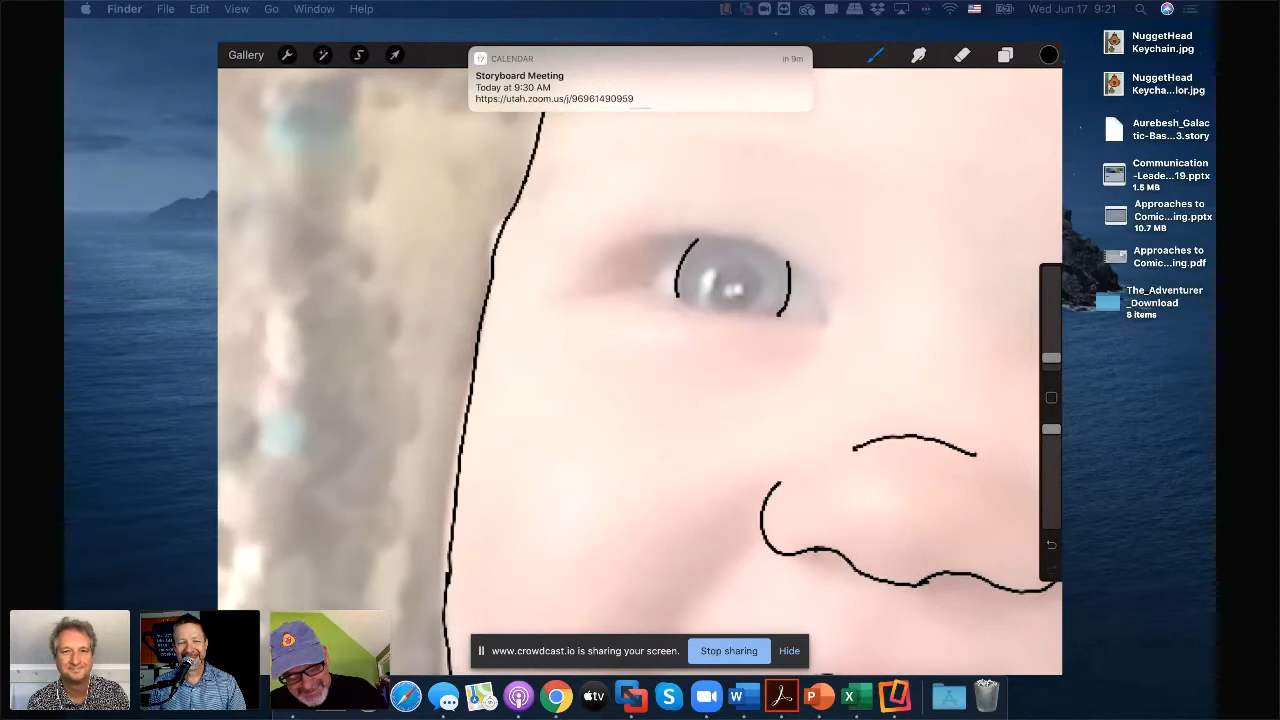 Finder File Edit View Go Window Help
Wed Jun 17 9:21
Gallery
17 CALENDAR in 9m
Storyboard Meeting
Today at 9:30 AM
https://utah.zoom.us/j/96961490959
NuggetHead
Keychain.jpg
NuggetHead
Keycha...lor.jpg
Aurebesh_Galac
tic-Bas...3.story
Communication
-Leade...19.pptx
1.5 MB
Approaches to
Comic...ing.pptx
10.7 MB
Approaches to
Comic...ing.pdf
The_Adventurer
_Download
8 items
www.crowdcast.io is sharing your screen.
Stop sharing
Hide
tv